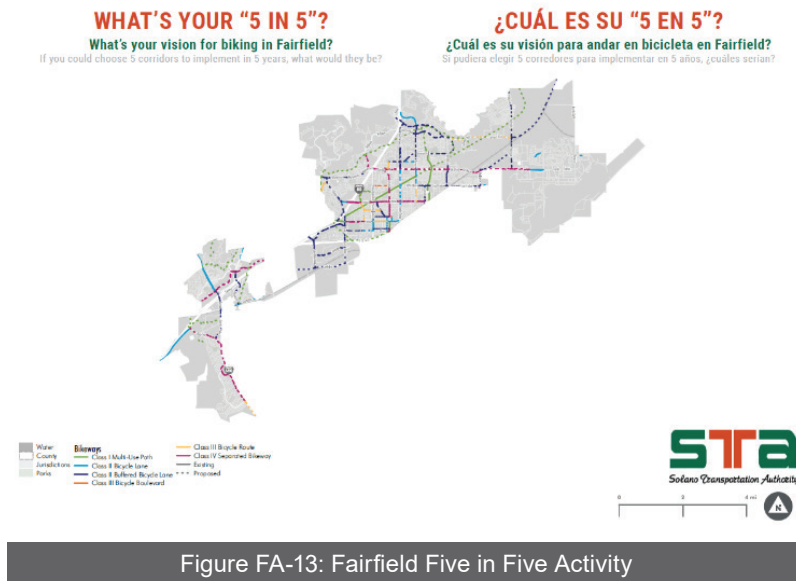 WHAT'S YOUR “5 IN 5”?
What's your vision for biking in Fairfield?
If you could choose 5 corridors to implement in 5 years, what would they be?
¿CUÁL ES SU “5 EN 5”?
¿Cuál es su visión para andar en bicicleta en Fairfield?
Si pudiera elegir 5 corredores para implementar en 5 años, ¿cuáles serían?
Water
County
Jurisdictions
Parks
Bikeways
Class I Multi-Use Path
Class II Bicycle Lane
Class II Buffered Bicycle Lane
Class III Bicycle Boulevard
Class III Bicycle Route
Class IV Separated Bikeway
Existing
Proposed
STA
Solano Transportation Authority
0 2 4 mi
Figure FA-13: Fairfield Five in Five Activity